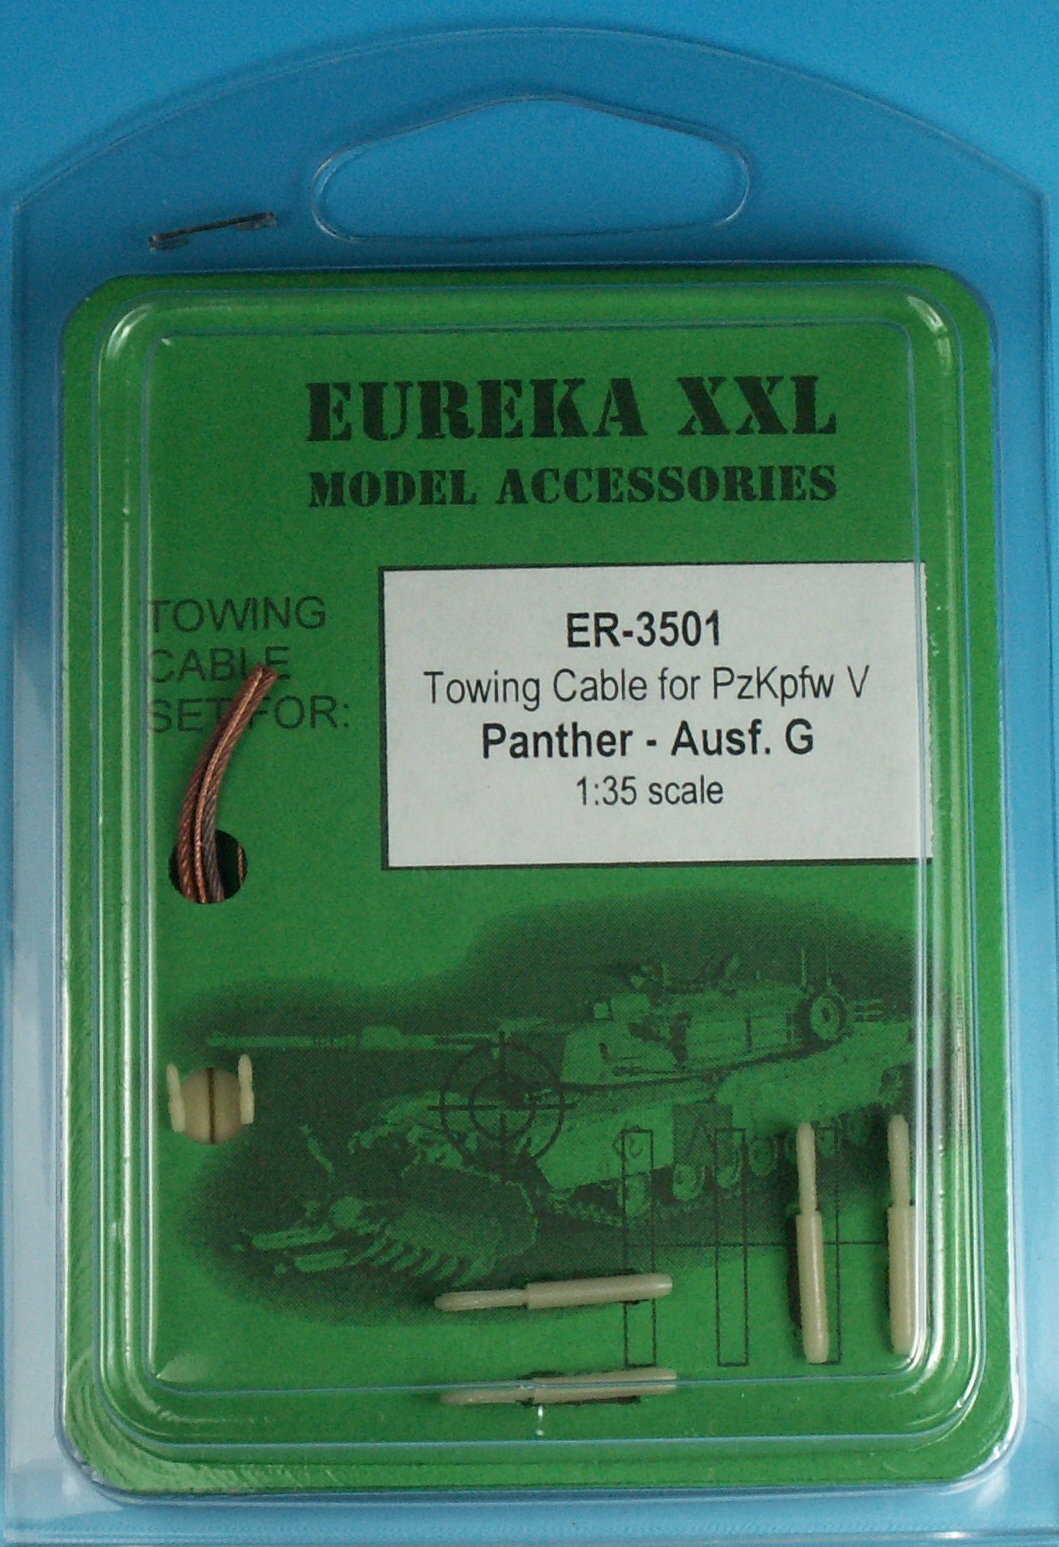 EUREKA XXL
MODEL ACCESSORIES
TOWING
CABLE
SET FOR:
ER-3501
Towing Cable for PzKpfw V
Panther - Ausf. G
1:35 scale